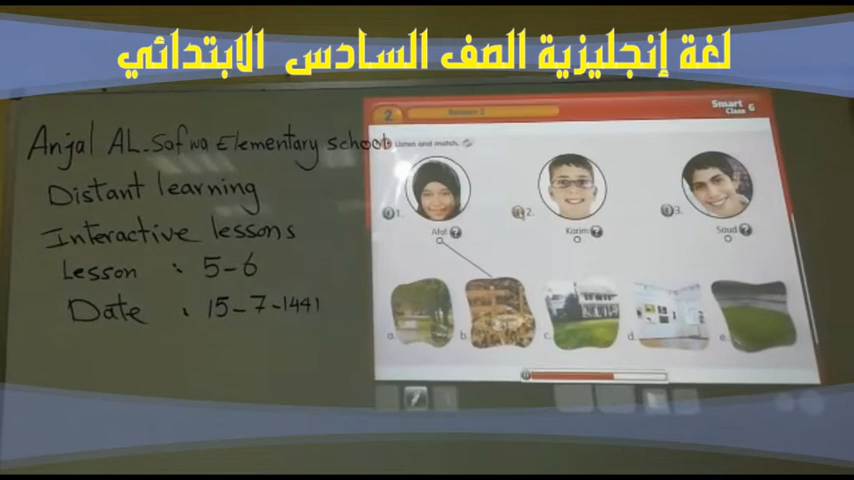 لغة إنجليزية الصف السادس الابتدائي
Anjal AL-Safwa Elementary school
Distant learning
Interactive lessons
Lesson : 5-6
Date : 15-7-1441
2
Smart
Class 6
Listen and match.
1. 2. 3.
Afaf ? Karim ? Saud ?
a. b. c. d. e.